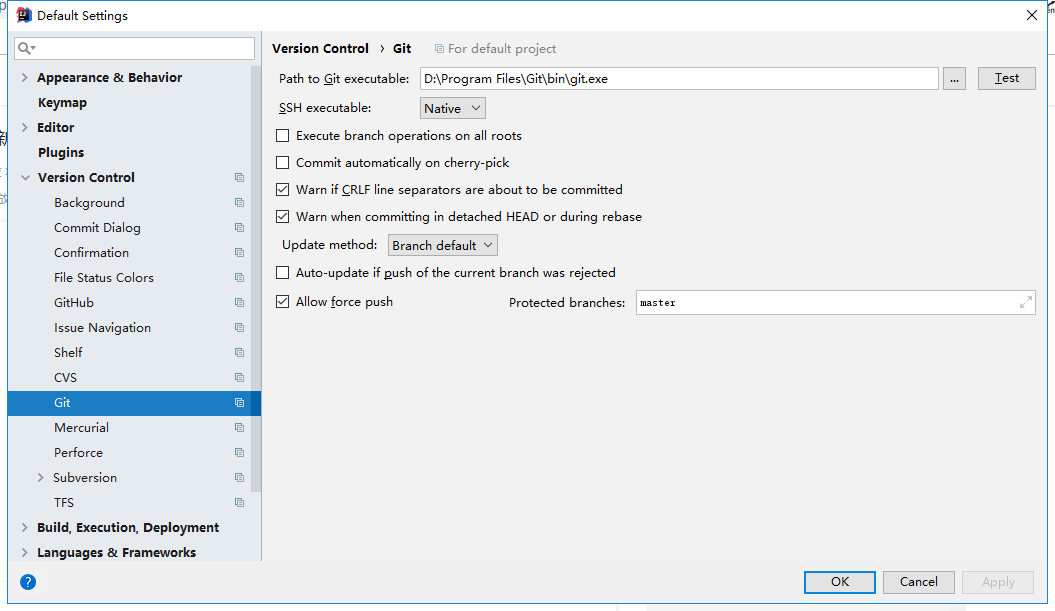 Default Settings
Version Control › Git For default project
Appearance & Behavior
Keymap
Editor
Plugins
Version Control
Background
Commit Dialog
Confirmation
File Status Colors
GitHub
Issue Navigation
Shelf
CVS
Git
Mercurial
Perforce
Subversion
TFS
Build, Execution, Deployment
Languages & Frameworks
Path to Git executable: D:\Program Files\Git\bin\git.exe ... Test
SSH executable: Native
Execute branch operations on all roots
Commit automatically on cherry-pick
Warn if CRLF line separators are about to be committed
Warn when committing in detached HEAD or during rebase
Update method: Branch default
Auto-update if push of the current branch was rejected
Allow force push Protected branches: master
? OK Cancel Apply